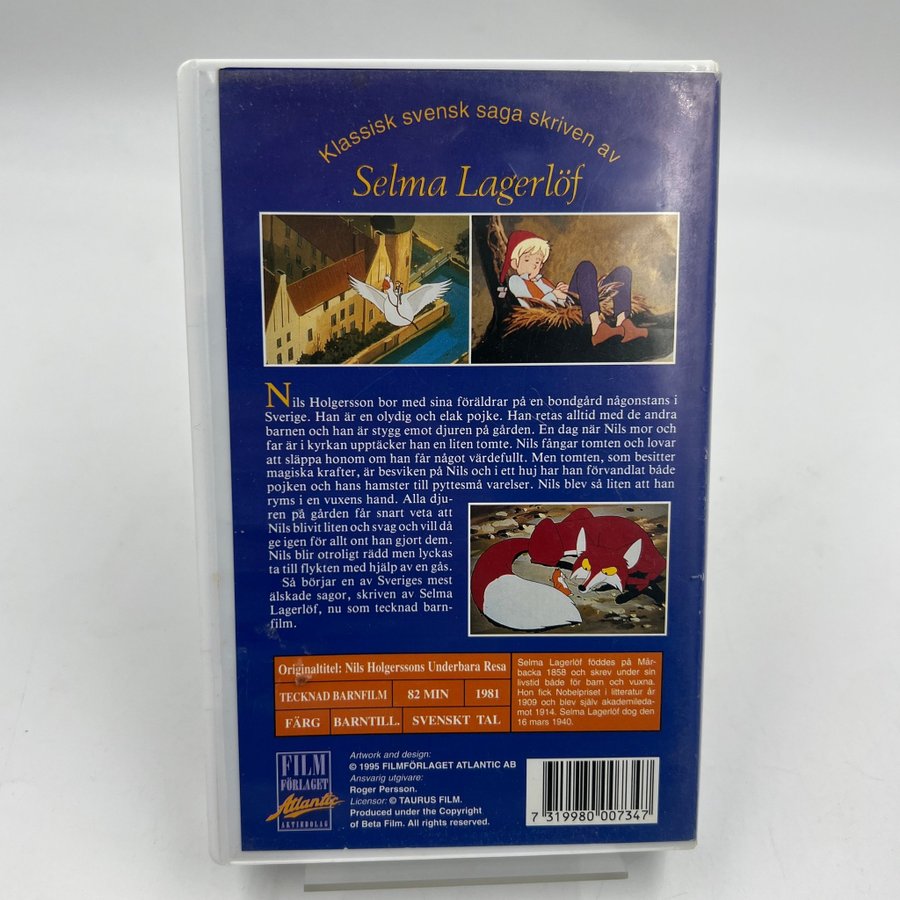 Klassisk svensk saga skriven av
Selma Lagerlöf
Nils Holgersson bor med sina föräldrar på en bondgård någonstans i
Sverige. Han är en olydig och elak pojke. Han retas alltid med de andra
barnen och han är stygg emot djuren på gården. En dag när Nils mor och
far är i kyrkan upptäcker han en liten tomte. Nils fångar tomten och lovar
att släppa honom om han får något värdefullt. Men tomten, som besitter
magiska krafter, är besviken på Nils och i ett huj har han förvandlat både
pojken och hans hamster till pyttesmå varelser. Nils blev så liten att han
ryms i en vuxens hand. Alla dju-
ren på gården får snart veta att
Nils blivit liten och svag och vill då
ge igen för allt ont han gjort dem.
Nils blir otroligt rädd men lyckas
ta till flykten med hjälp av en gås.
Så börjar en av Sveriges mest
älskade sagor, skriven av Selma
Lagerlöf, nu som tecknad barn-
film.
Originaltitel: Nils Holgerssons Underbara Resa
TECKNAD BARNFILM 82 MIN 1981
FÄRG BARNTILL. SVENSKT TAL
Selma Lagerlöf föddes på Mår-
backa 1858 och skrev under sin
livstid både för barn och vuxna.
Hon fick Nobelpriset i litteratur år
1909 och blev själv akademileda-
mot 1914. Selma Lagerlöf dog den
16 mars 1940.
FILM
FÖRLAGET
Atlantic
AKTIEBOLAG
Artwork and design:
© 1995 FILMFÖRLAGET ATLANTIC AB
Ansvarig utgivare:
Roger Persson.
Licensor: © TAURUS FILM.
Produced under the Copyright
of Beta Film. All rights reserved.
7 319980 007347